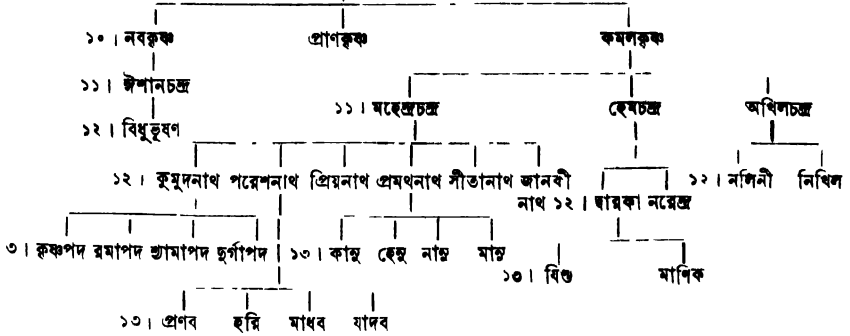 ১০। নবকৃষ্ণ প্রাণকৃষ্ণ কমলকৃষ্ণ
১১। ঈশানচন্দ্র
১১। মহেন্দ্রচন্দ্র হেমচন্দ্র অখিলচন্দ্র
১২। বিধুভূষণ
১২। কুমুদনাথ পরেশনাথ প্রিয়নাথ প্রমথনাথ সীতানাথ জানবী ১২। নলিনী নিখিল
নাথ ১২। দ্বারকা নরেন্দ্র
৩। কৃষ্ণপদ রমাপদ শ্যামাপদ দুর্গাপদ ১৩। কানু হেনু নানু মানু
১৩। যিশু মাণিক
১৩। প্রণব হরি মাধব যাদব